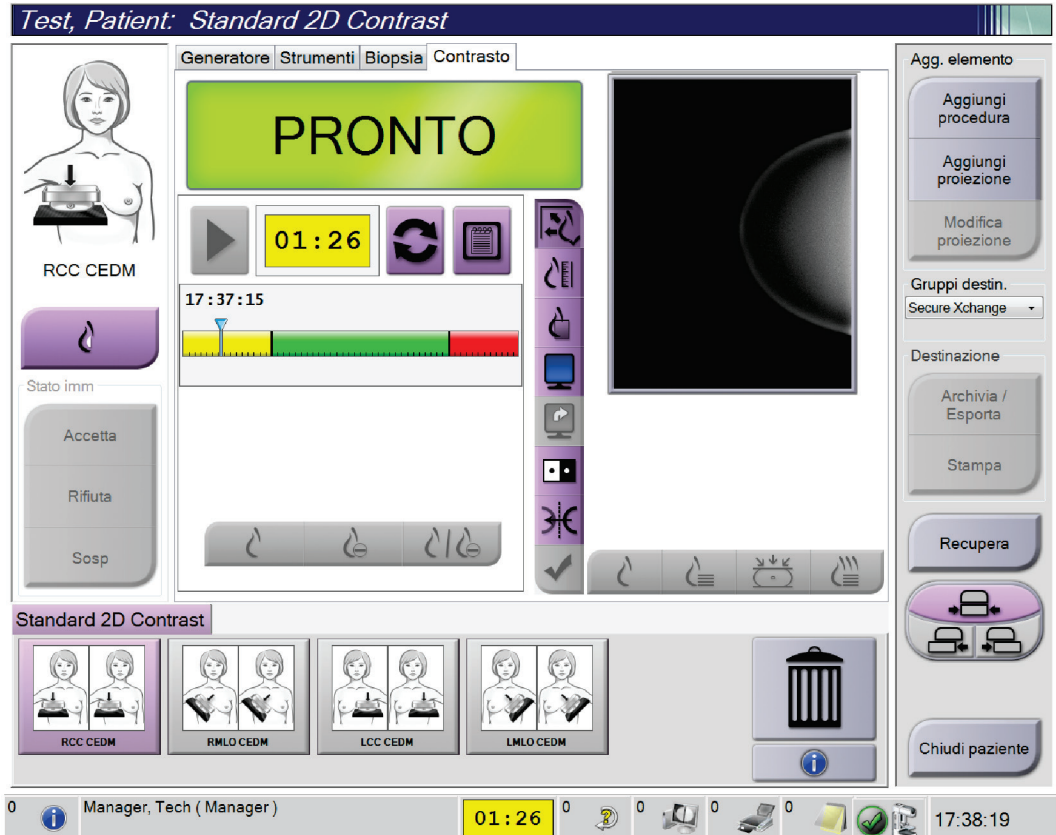 Test, Patient:  Standard 2D Contrast
Generatore Strumenti Biopsia Contrasto
PRONTO
01:26
17:37:15
RCC CEDM
Stato imm
Accetta
Rifiuta
Sosp
Agg. elemento
Aggiungi
procedura
Aggiungi
proiezione
Modifica
proiezione
Gruppi destin.
Secure Xchange
Destinazione
Archivia /
Esporta
Stampa
Recupera
Chiudi paziente
Standard 2D Contrast
RCC CEDM
RMLO CEDM
LCC CEDM
LMLO CEDM
0 Manager, Tech ( Manager ) 01:26 0 0 0 0 17:38:19